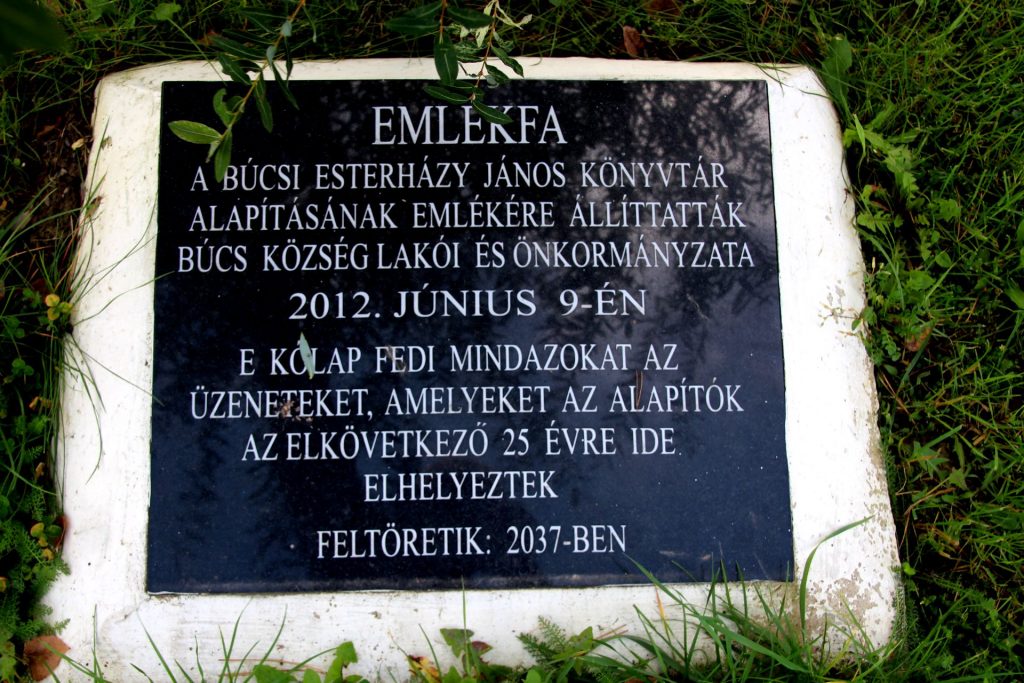 EMLÉKFA
A BÚCSI ESTERHÁZY JÁNOS KÖNYVTÁR
ALAPÍTÁSÁNAK EMLÉKÉRE ÁLLÍTTATTÁK
BÚCS KÖZSÉG LAKÓI ÉS ÖNKORMÁNYZATA
2012. JÚNIUS 9-ÉN
E KŐLAP FEDI MINDAZOKAT AZ
ÜZENETEKET, AMELYEKET AZ ALAPÍTÓK
AZ ELKÖVETKEZŐ 25 ÉVRE IDE
ELHELYEZTEK
FELTÖRETIK: 2037-BEN